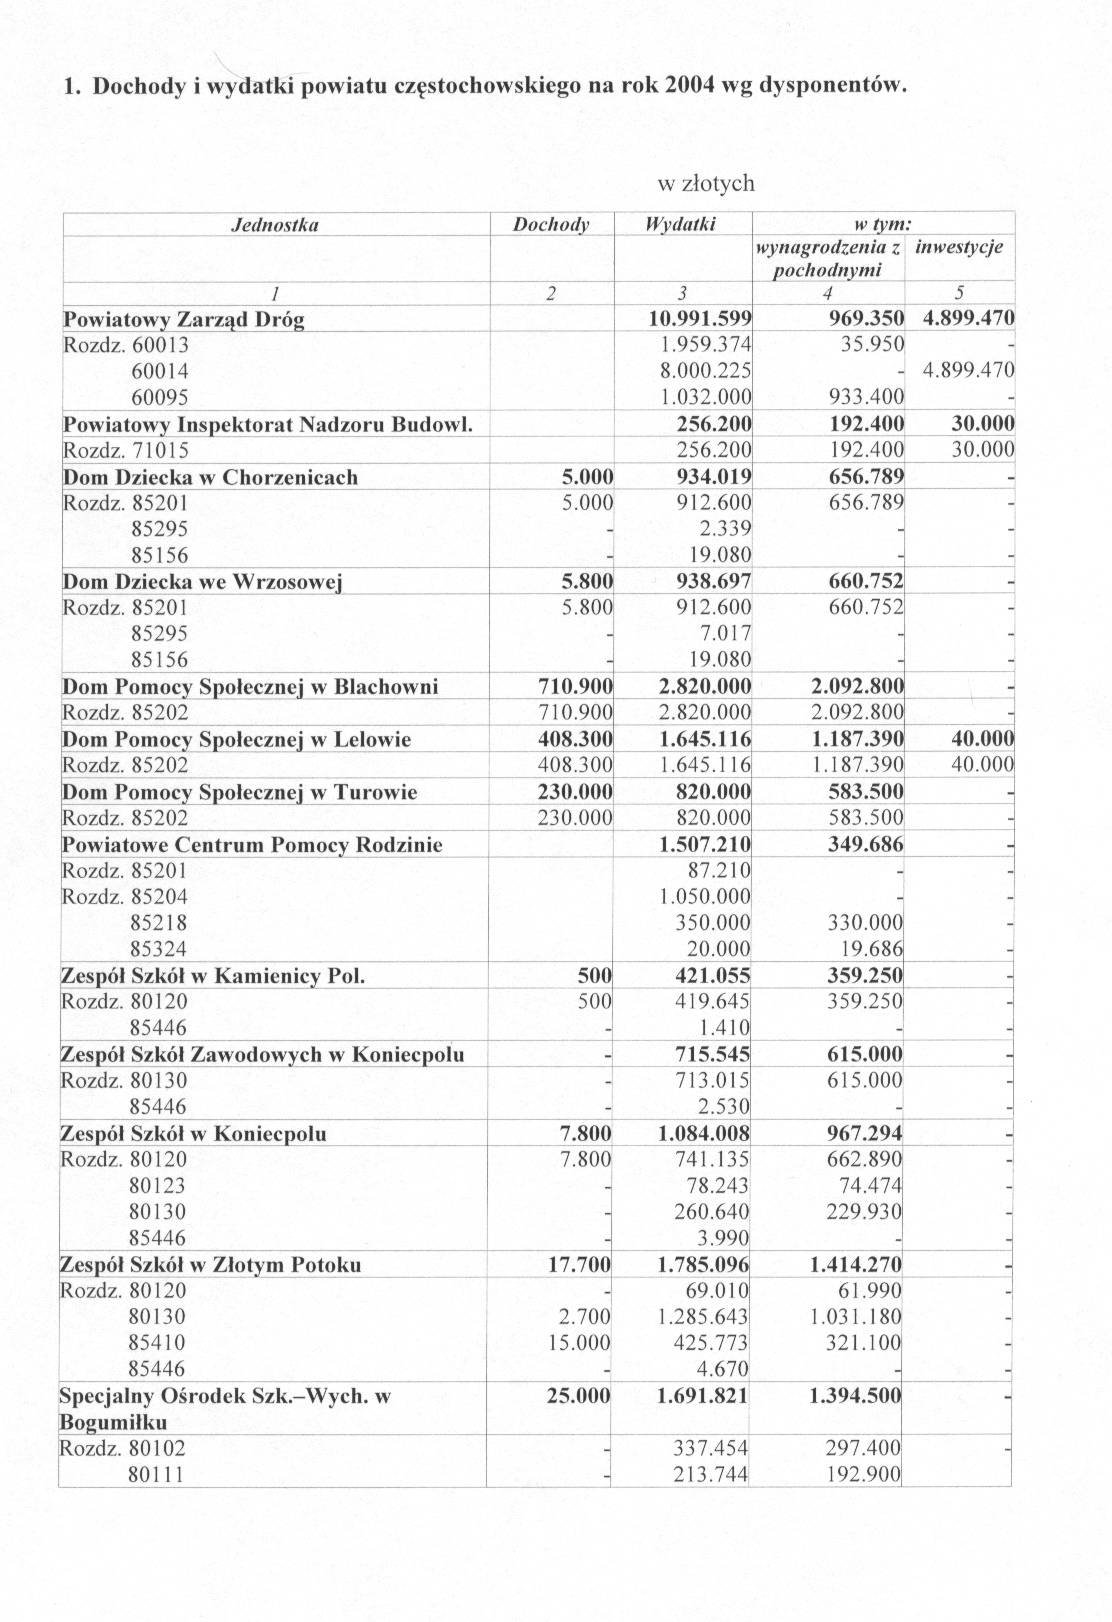 1. Dochody i wydatki powiatu częstochowskiego na rok 2004 wg dysponentów.
w złotych
Jednostka Dochody Wydatki w tym:
wynagrodzenia z inwestycje
pochodnymi
1 2 3 4 5
Powiatowy Zarząd Dróg 10.991.599 969.350 4.899.470
Rozdz. 60013 1.959.374 35.950 -
60014 8.000.225 - 4.899.470
60095 1.032.000 933.400 -
Powiatowy Inspektorat Nadzoru Budowl. 256.200 192.400 30.000
Rozdz. 71015 256.200 192.400 30.000
Dom Dziecka w Chorzenicach 5.000 934.019 656.789 -
Rozdz. 85201 5.000 912.600 656.789 -
85295 - 2.339 - -
85156 - 19.080 - -
Dom Dziecka we Wrzosowej 5.800 938.697 660.752 -
Rozdz. 85201 5.800 912.600 660.752 -
85295 - 7.017 - -
85156 - 19.080 - -
Dom Pomocy Społecznej w Blachowni 710.900 2.820.000 2.092.800 -
Rozdz. 85202 710.900 2.820.000 2.092.800 -
Dom Pomocy Społecznej w Lelowie 408.300 1.645.116 1.187.390 40.000
Rozdz. 85202 408.300 1.645.116 1.187.390 40.000
Dom Pomocy Społecznej w Turowie 230.000 820.000 583.500 -
Rozdz. 85202 230.000 820.000 583.500 -
Powiatowe Centrum Pomocy Rodzinie 1.507.210 349.686 -
Rozdz. 85201 87.210 - -
Rozdz. 85204 1.050.000 - -
85218 350.000 330.000 -
85324 20.000 19.686 -
Zespół Szkół w Kamienicy Pol. 500 421.055 359.250 -
Rozdz. 80120 500 419.645 359.250 -
85446 - 1.410 - -
Zespół Szkół Zawodowych w Koniecpolu - 715.545 615.000 -
Rozdz. 80130 - 713.015 615.000 -
85446 - 2.530 - -
Zespół Szkół w Koniecpolu 7.800 1.084.008 967.294 -
Rozdz. 80120 7.800 741.135 662.890 -
80123 - 78.243 74.474 -
80130 - 260.640 229.930 -
85446 - 3.990 - -
Zespół Szkół w Złotym Potoku 17.700 1.785.096 1.414.270 -
Rozdz. 80120 - 69.010 61.990 -
80130 2.700 1.285.643 1.031.180 -
85410 15.000 425.773 321.100 -
85446 - 4.670 - -
Specjalny Ośrodek Szk.–Wych. w 25.000 1.691.821 1.394.500 -
Bogumiłku
Rozdz. 80102 - 337.454 297.400 -
80111 - 213.744 192.900